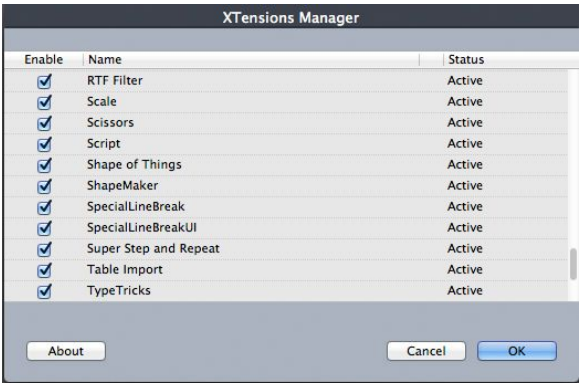 XTensions Manager
Enable Name Status
RTF Filter Active
Scale Active
Scissors Active
Script Active
Shape of Things Active
ShapeMaker Active
SpecialLineBreak Active
SpecialLineBreakUI Active
Super Step and Repeat Active
Table Import Active
TypeTricks Active
About Cancel OK